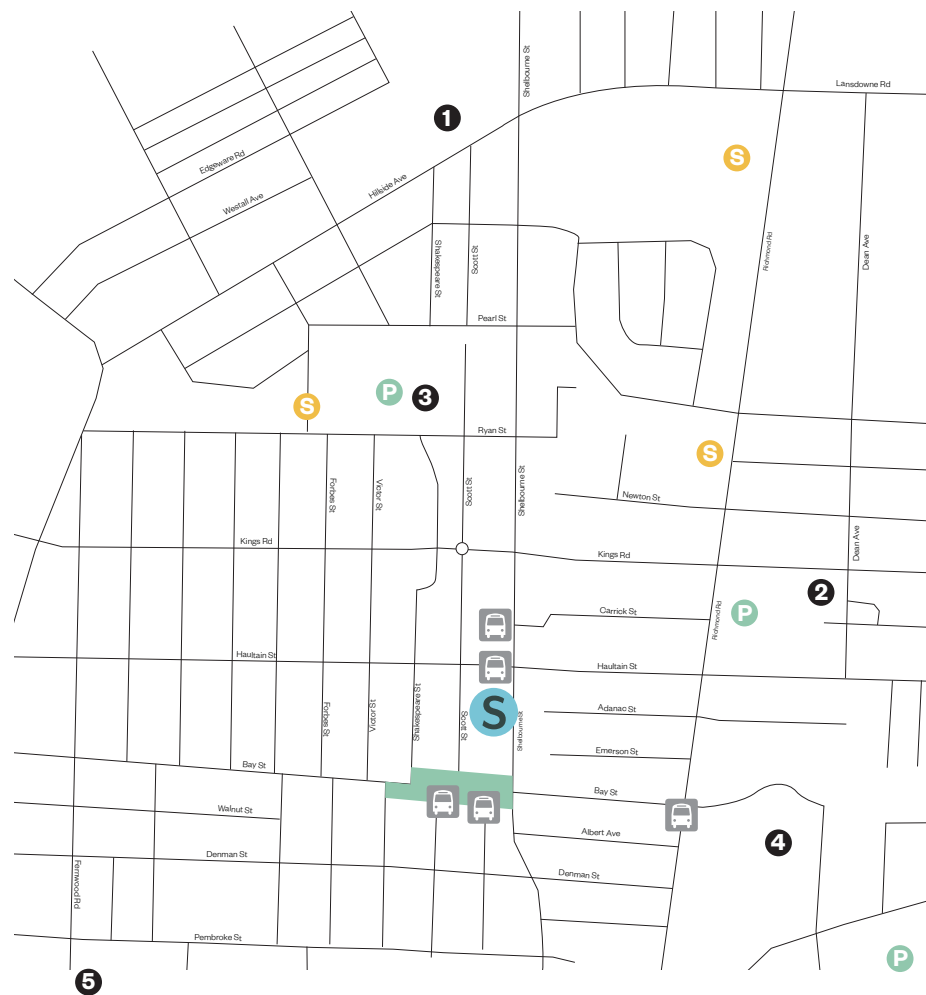 Shelbourne St
Lansdowne Rd
1
S
Edgeware Rd
Hillside Ave
Westall Ave
Shakespeare St
Scott St
Richmond Rd
Dean Ave
Pearl St
P
3
S
Ryan St
S
Forbes St
Victor St
Scott St
Shelbourne St
Newton St
Kings Rd
Kings Rd
Dean Ave
2
P
Carrick St
Richmond Rd
Haultain St
Haultain St
S
Forbes St
Victor St
Shakespeare St
Scott St
Shelbourne St
Adanac St
Emerson St
Bay St
Bay St
Walnut St
Albert Ave
4
Denman St
Denman St
Fernwood Rd
Pembroke St
P
5